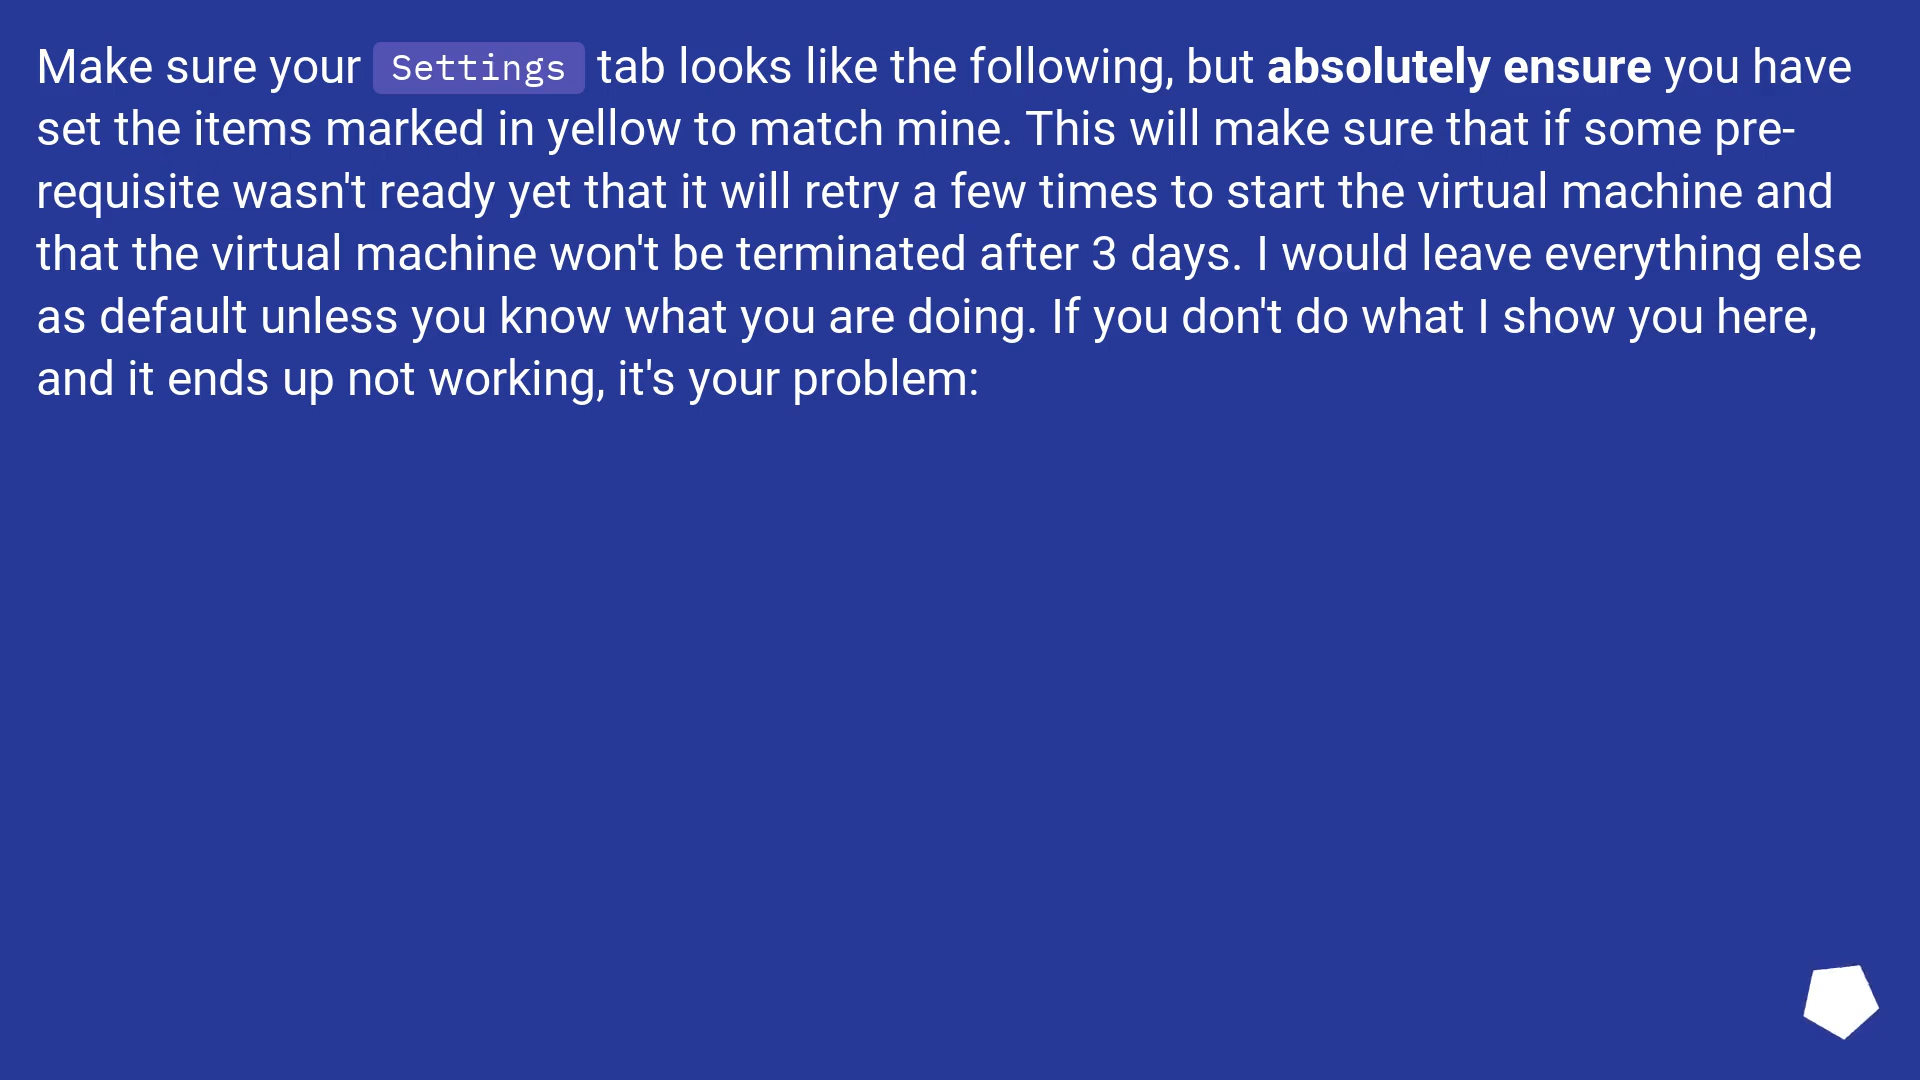 Make sure your Settings tab looks like the following, but absolutely ensure you have
set the items marked in yellow to match mine. This will make sure that if some pre-
requisite wasn't ready yet that it will retry a few times to start the virtual machine and
that the virtual machine won't be terminated after 3 days. I would leave everything else
as default unless you know what you are doing. If you don't do what I show you here,
and it ends up not working, it's your problem: